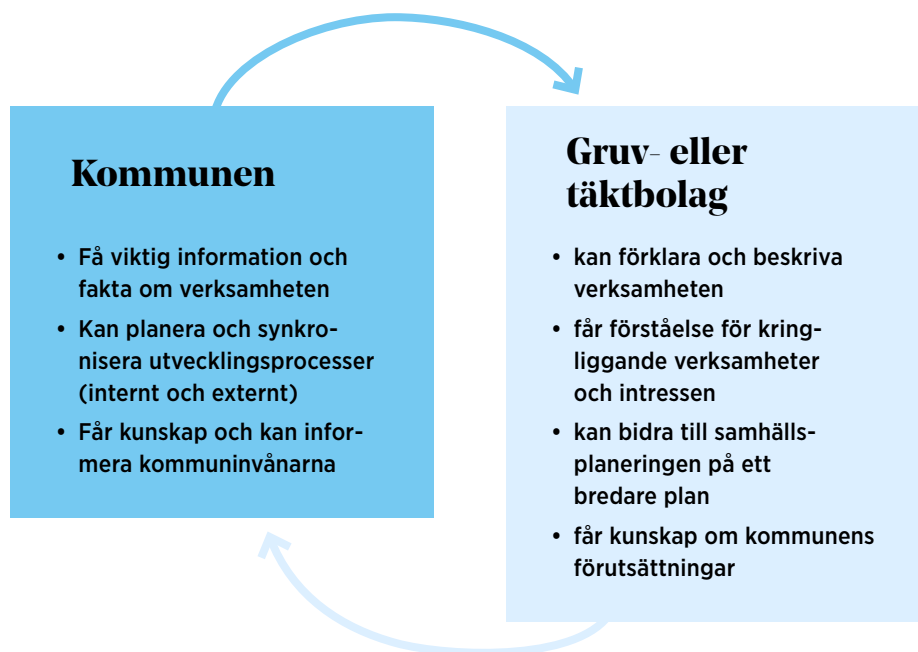 Kommunen
• Få viktig information och
fakta om verksamheten
• Kan planera och synkro-
nisera utvecklingsprocesser
(internt och externt)
• Får kunskap och kan infor-
mera kommuninvånarna
Gruv- eller
täktbolag
• kan förklara och beskriva
verksamheten
• får förståelse för kring-
liggande verksamheter
och intressen
• kan bidra till samhälls-
planeringen på ett
bredare plan
• får kunskap om kommunens
förutsättningar